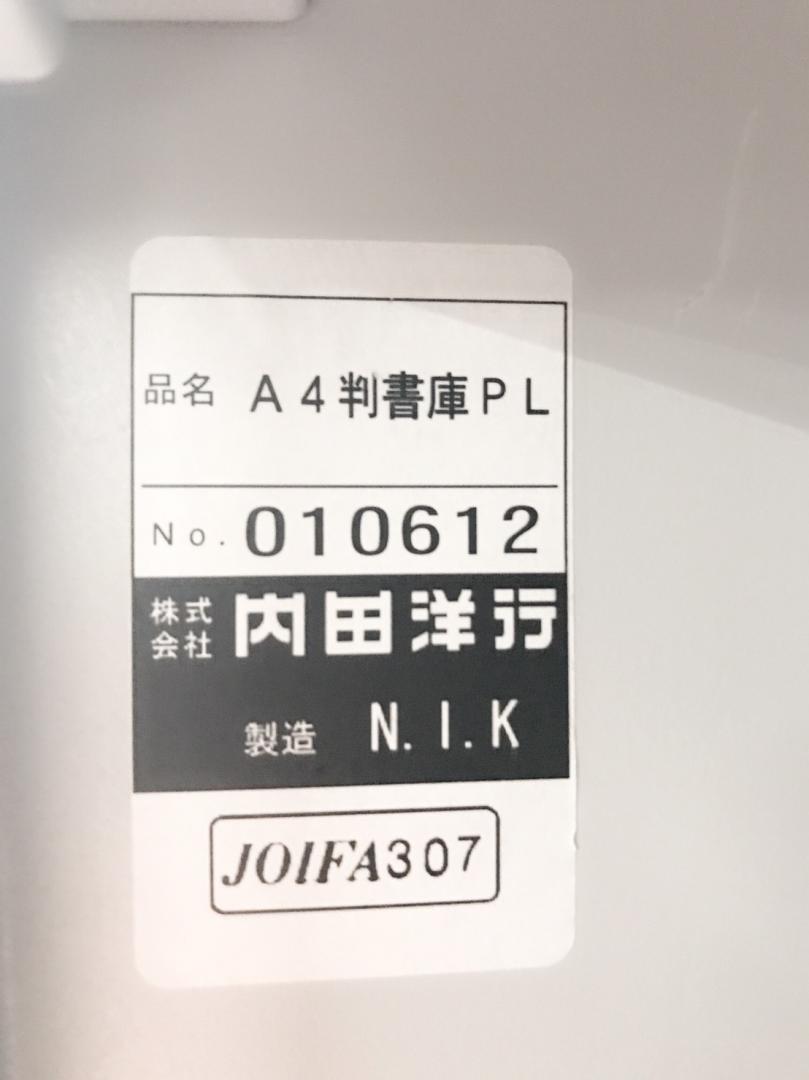 品名 A4判書庫PL
No. 010612
株式会社 内田洋行
製造 N.I.K
JOIFA307